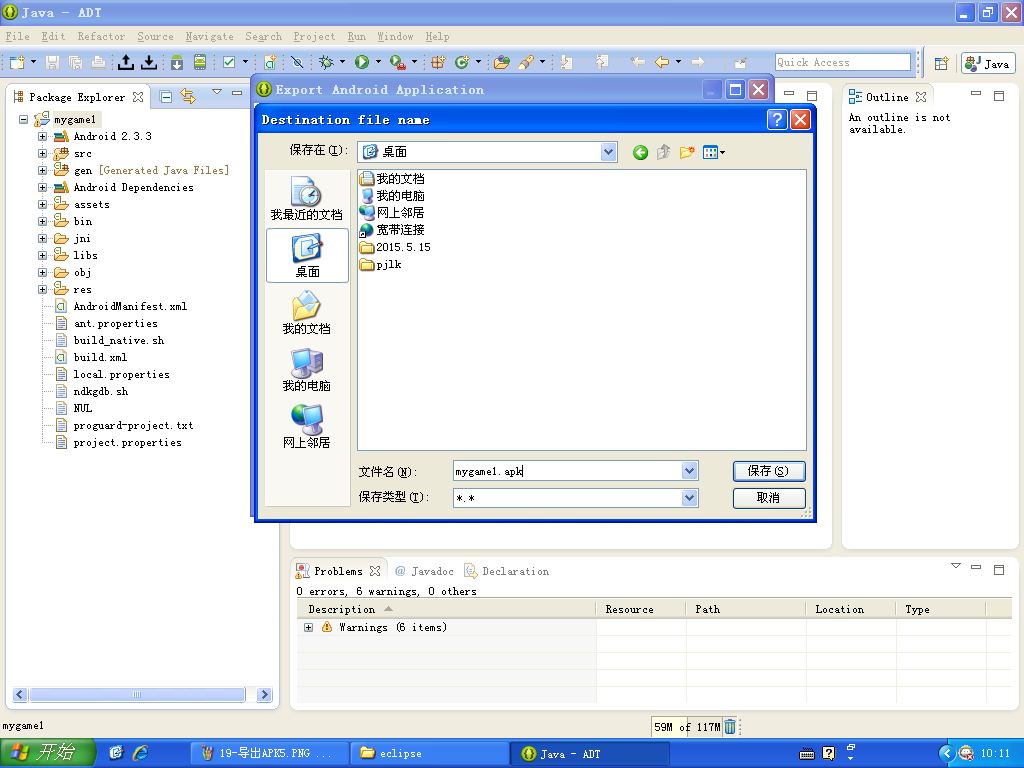 Java - ADT
File Edit Refactor Source Navigate Search Project Run Window Help
Quick Access
Java
Package Explorer
mygame1
Android 2.3.3
src
gen [Generated Java Files]
Android Dependencies
assets
bin
jni
libs
obj
res
AndroidManifest.xml
ant.properties
build_native.sh
build.xml
local.properties
ndkgdb.sh
NUL
proguard-project.txt
project.properties
Export Android Application
Destination file name
保存在(I):
桌面
我最近的文档
桌面
我的文档
我的电脑
网上邻居
我的文档
我的电脑
网上邻居
宽带连接
2015.5.15
pjlk
文件名(N):
mygame1.apk
保存(S)
保存类型(T):
*.*
取消
Outline
An outline is not
available.
Problems
Javadoc
Declaration
0 errors, 6 warnings, 0 others
Description Resource Path Location Type
Warnings (6 items)
mygame1
59M of 117M
开始
19-导出APK5.PNG ...
eclipse
Java - ADT
10:11